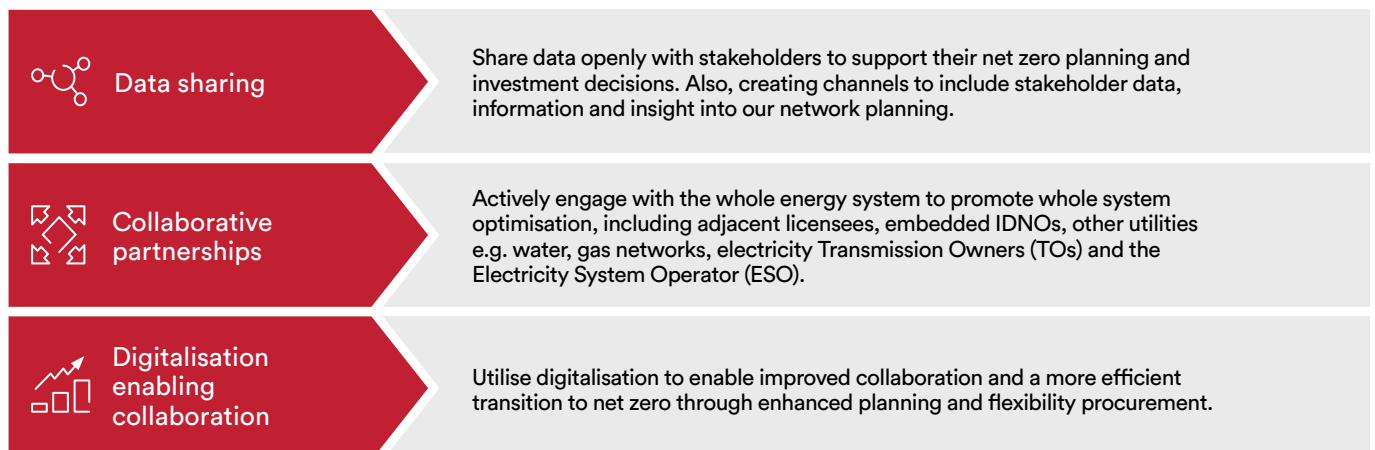 Data sharing
Share data openly with stakeholders to support their net zero planning and
investment decisions. Also, creating channels to include stakeholder data,
information and insight into our network planning.
Collaborative
partnerships
Actively engage with the whole energy system to promote whole system
optimisation, including adjacent licensees, embedded IDNOs, other utilities
e.g. water, gas networks, electricity Transmission Owners (TOs) and the
Electricity System Operator (ESO).
Digitalisation
enabling
collaboration
Utilise digitalisation to enable improved collaboration and a more efficient
transition to net zero through enhanced planning and flexibility procurement.